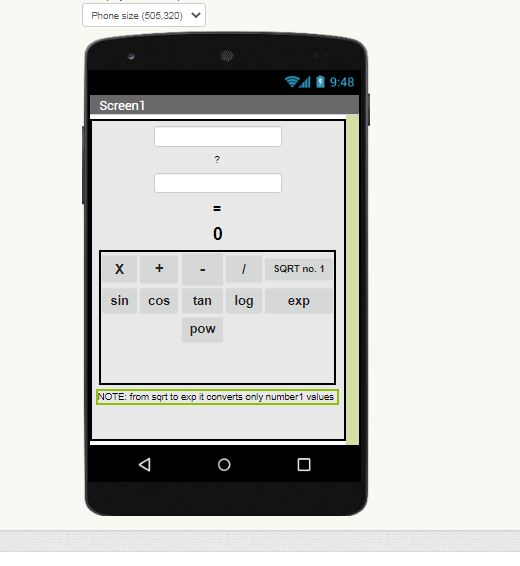 Phone size (505,320)
9:48
Screen1
?
=
0
X + - / SQRT no. 1
sin cos tan log exp
pow
NOTE: from sqrt to exp it converts only number1 values